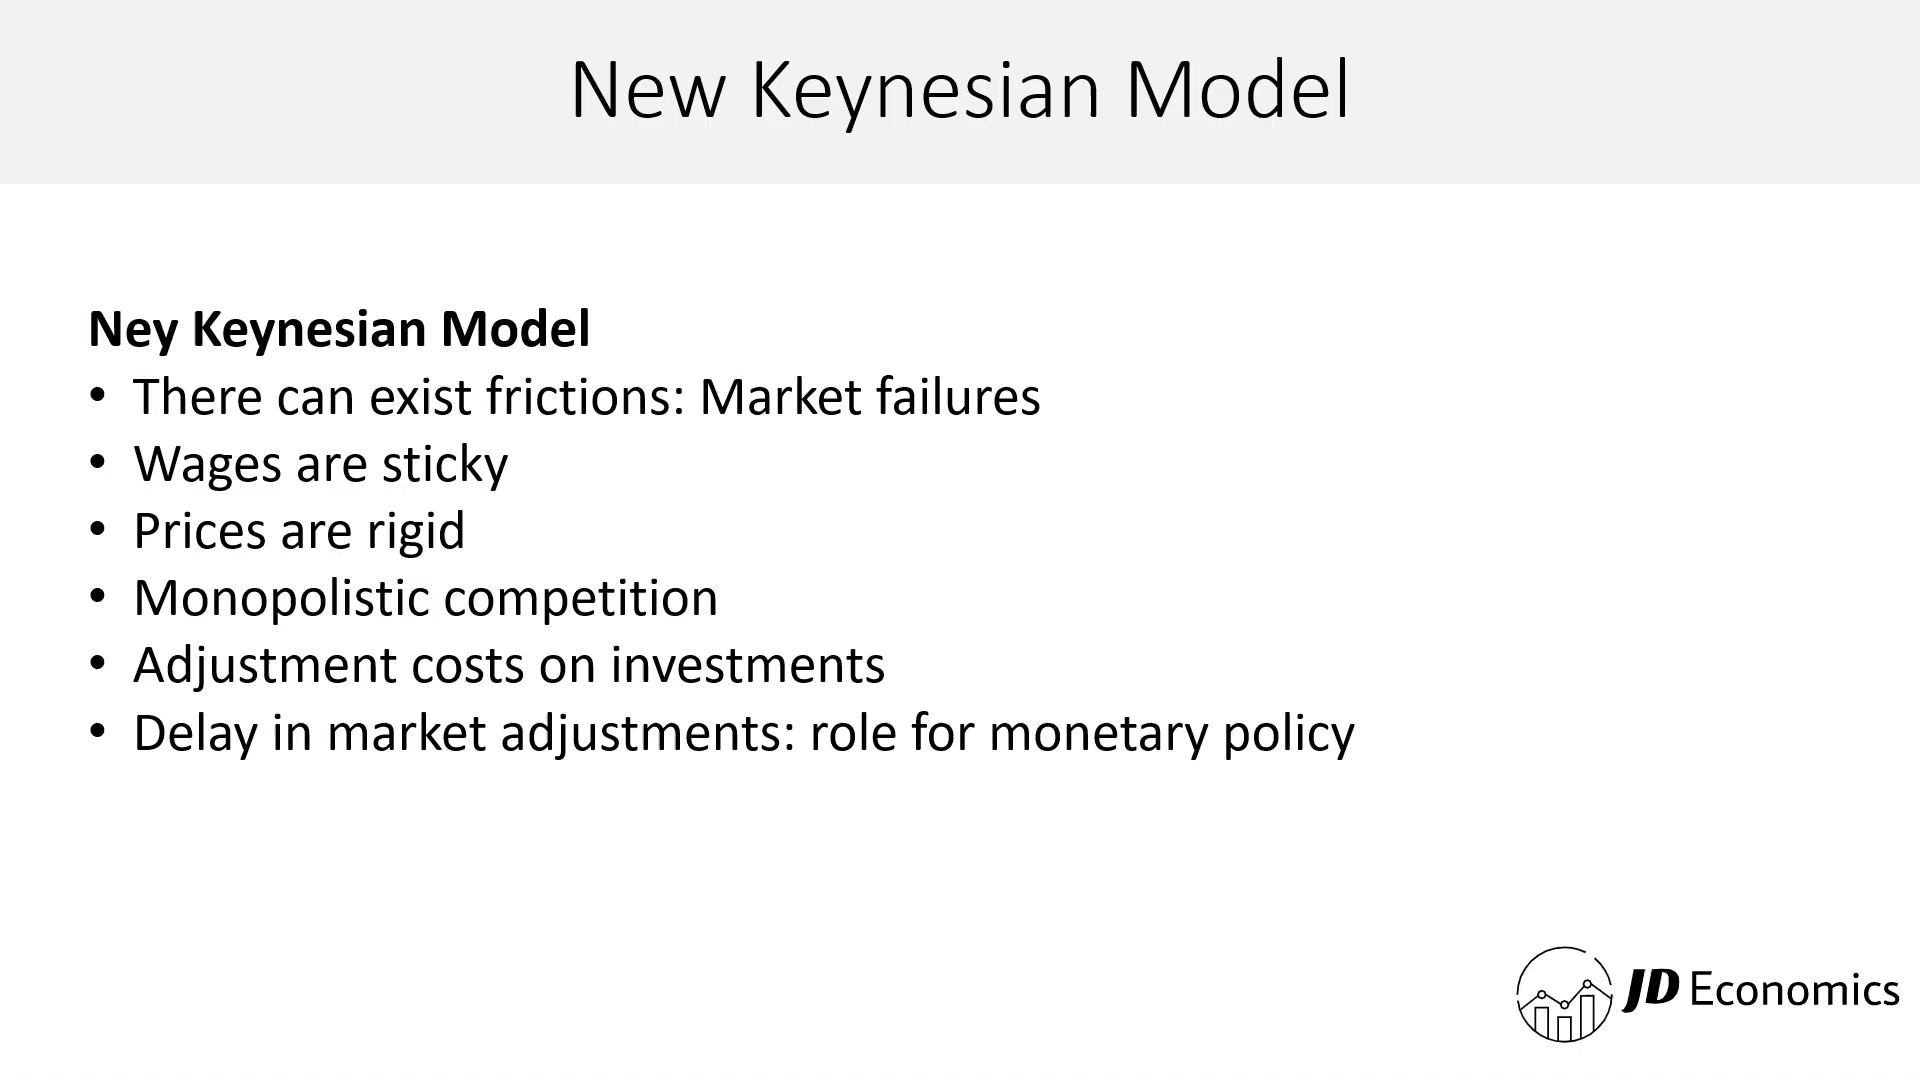 New Keynesian Model
Ney Keynesian Model
• There can exist frictions: Market failures
• Wages are sticky
• Prices are rigid
• Monopolistic competition
• Adjustment costs on investments
• Delay in market adjustments: role for monetary policy
JD Economics